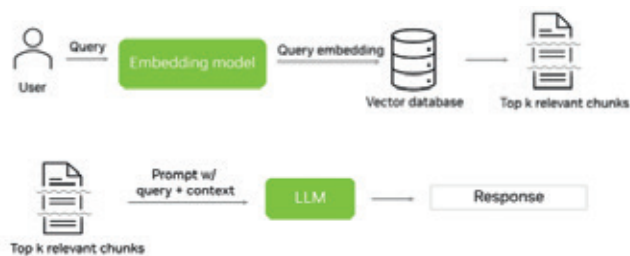 Query
Embedding model
Query embedding
User
Vector database
Top k relevant chunks
Prompt w/
query + context
LLM
Response
Top k relevant chunks